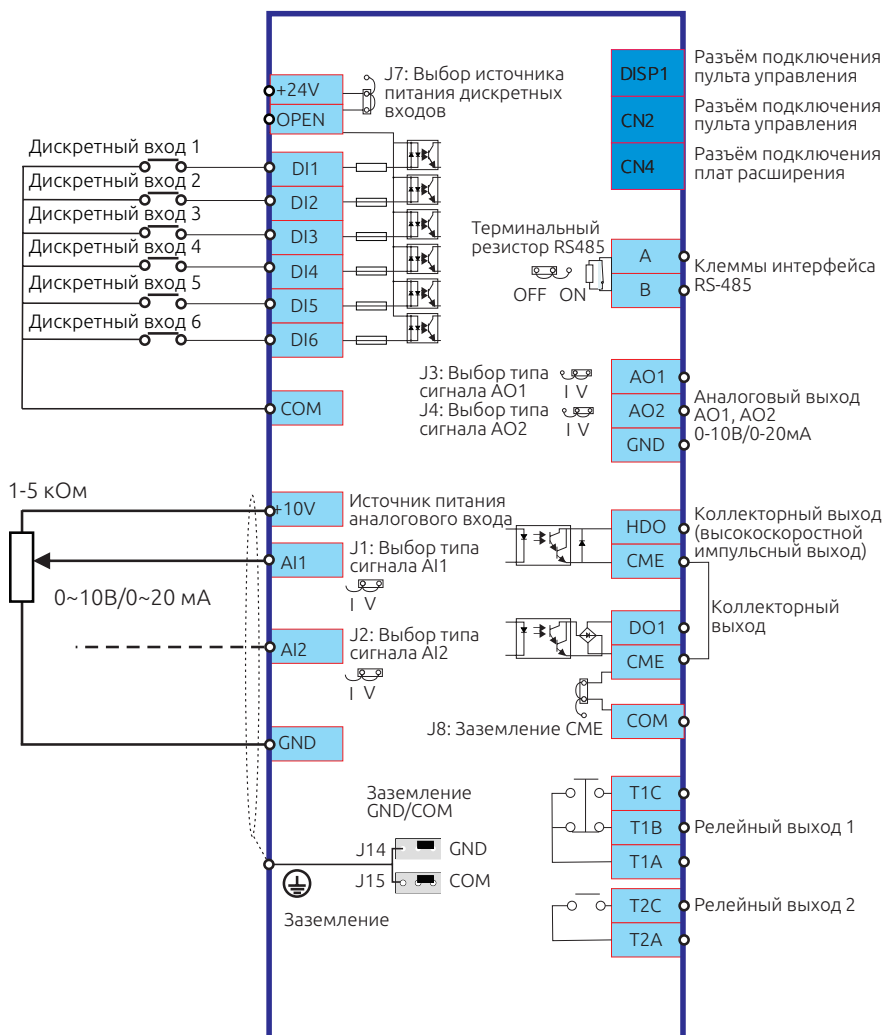 J7: Выбор источника
питания дискретных
входов
+24V
OPEN
Дискретный вход 1
DI1
Дискретный вход 2
DI2
Дискретный вход 3
DI3
Дискретный вход 4
DI4
Дискретный вход 5
DI5
Дискретный вход 6
DI6
COM
1-5 кОм
+10V
Источник питания
аналогового входа
AI1
J1: Выбор типа
сигнала AI1
I V
0~10В/0~20 мА
AI2
J2: Выбор типа
сигнала AI2
I V
GND
Заземление
GND/COM
J14
GND
J15
COM
Заземление
DISP1
Разъём подключения
пульта управления
CN2
Разъём подключения
пульта управления
CN4
Разъём подключения
плат расширения
Терминальный
резистор RS485
OFF ON
A
B
Клеммы интерфейса
RS-485
J3: Выбор типа
сигнала AO1
I V
J4: Выбор типа
сигнала AO2
I V
AO1
AO2
GND
Аналоговый выход
AO1, AO2
0-10В/0-20мА
HDO
CME
Коллекторный выход
(высокоскоростной
импульсный выход)
DO1
CME
Коллекторный
выход
J8: Заземление CME
COM
T1C
T1B
T1A
Релейный выход 1
T2C
T2A
Релейный выход 2